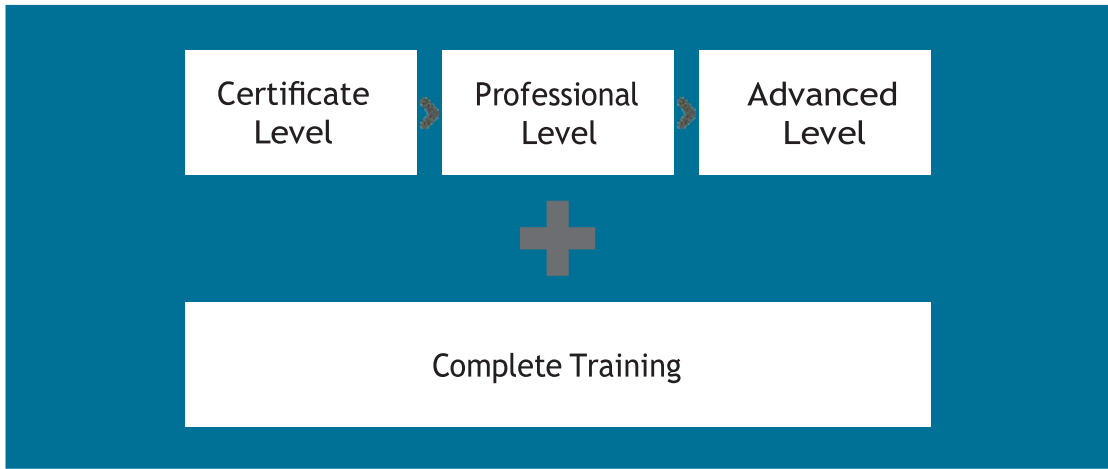 Certificate
Level
Professional
Level
Advanced
Level
Complete Training